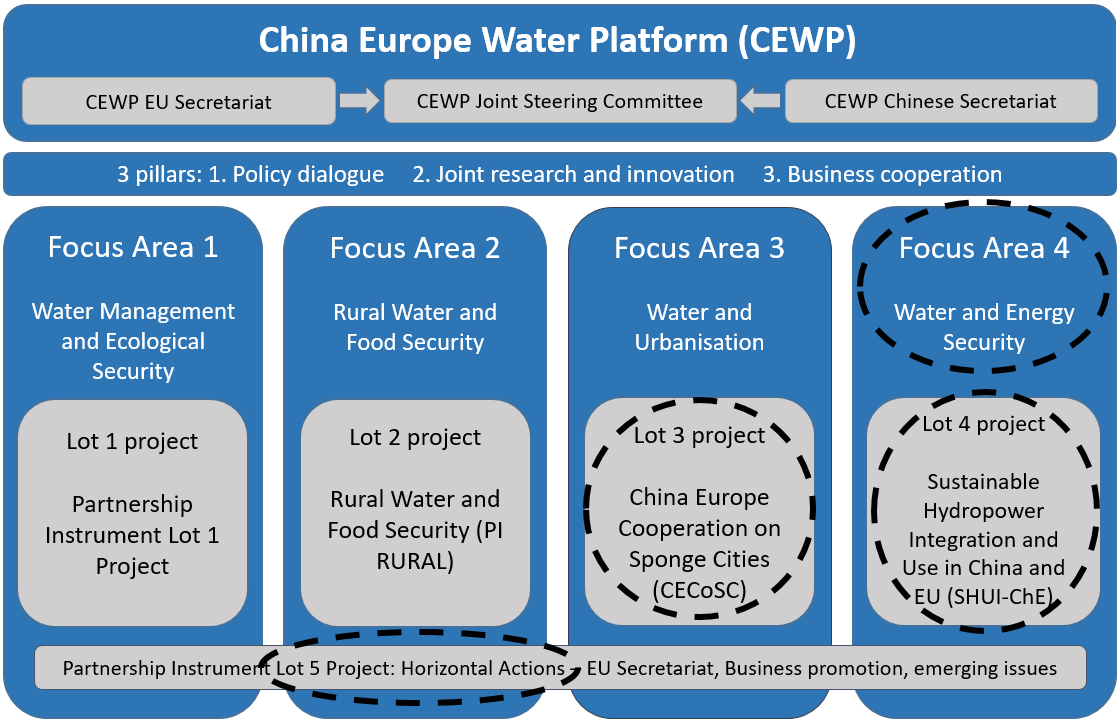 China Europe Water Platform (CEWP)
CEWP EU Secretariat
CEWP Joint Steering Committee
CEWP Chinese Secretariat
3 pillars: 1. Policy dialogue 2. Joint research and innovation 3. Business cooperation
Focus Area 1
Water Management
and Ecological
Security
Lot 1 project
Partnership
Instrument Lot 1
Project
Focus Area 2
Rural Water and
Food Security
Lot 2 project
Rural Water and
Food Security (PI
RURAL)
Focus Area 3
Water and
Urbanisation
Lot 3 project
China Europe
Cooperation on
Sponge Cities
(CECoSC)
Focus Area 4
Water and Energy
Security
Lot 4 project
Sustainable
Hydropower
Integration and
Use in China and
EU (SHUI-ChE)
Partnership Instrument Lot 5 Project: Horizontal Actions – EU Secretariat, Business promotion, emerging issues